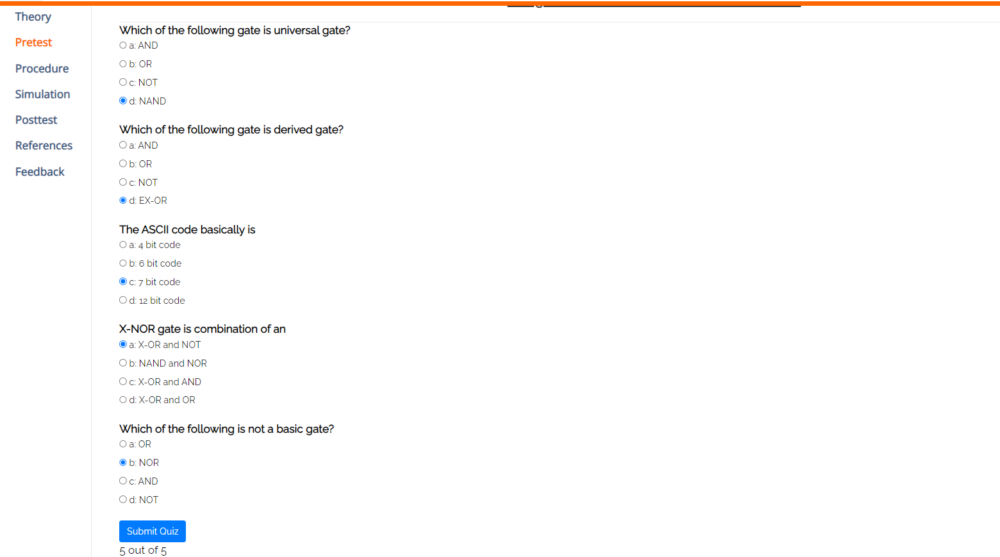 Theory
Pretest
Procedure
Simulation
Posttest
References
Feedback
Which of the following gate is universal gate?
a: AND
b: OR
c: NOT
d: NAND
Which of the following gate is derived gate?
a: AND
b: OR
c: NOT
d: EX-OR
The ASCII code basically is
a: 4 bit code
b: 6 bit code
c: 7 bit code
d: 12 bit code
X-NOR gate is combination of an
a: X-OR and NOT
b: NAND and NOR
c: X-OR and AND
d: X-OR and OR
Which of the following is not a basic gate?
a: OR
b: NOR
c: AND
d: NOT
Submit Quiz
5 out of 5